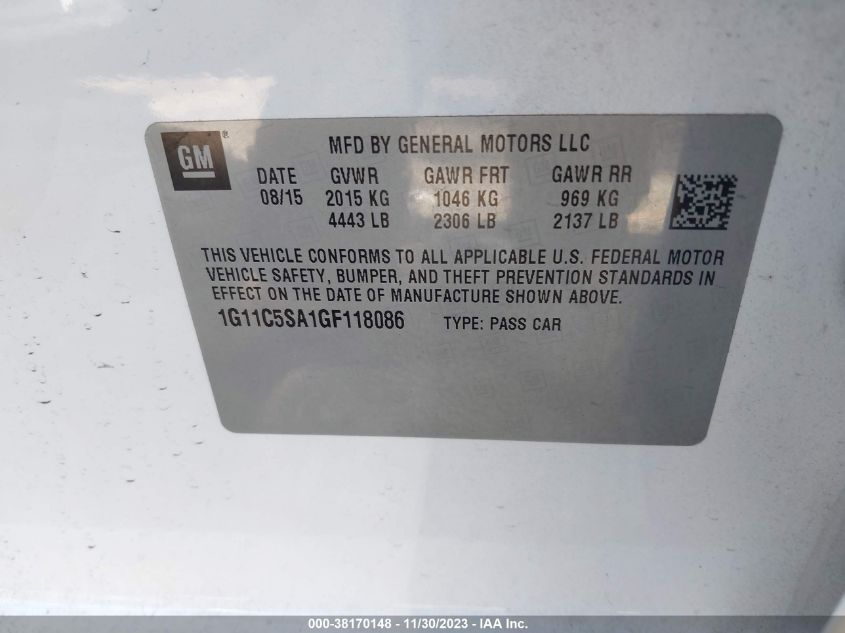 GM®
MFD BY GENERAL MOTORS LLC
DATE GVWR GAWR FRT GAWR RR
08/15 2015 KG 1046 KG 969 KG
4443 LB 2306 LB 2137 LB
THIS VEHICLE CONFORMS TO ALL APPLICABLE U.S. FEDERAL MOTOR
VEHICLE SAFETY, BUMPER, AND THEFT PREVENTION STANDARDS IN
EFFECT ON THE DATE OF MANUFACTURE SHOWN ABOVE.
1G11C5SA1GF118086 TYPE: PASS CAR
000-38170148 - 11/30/2023 - IAA Inc.